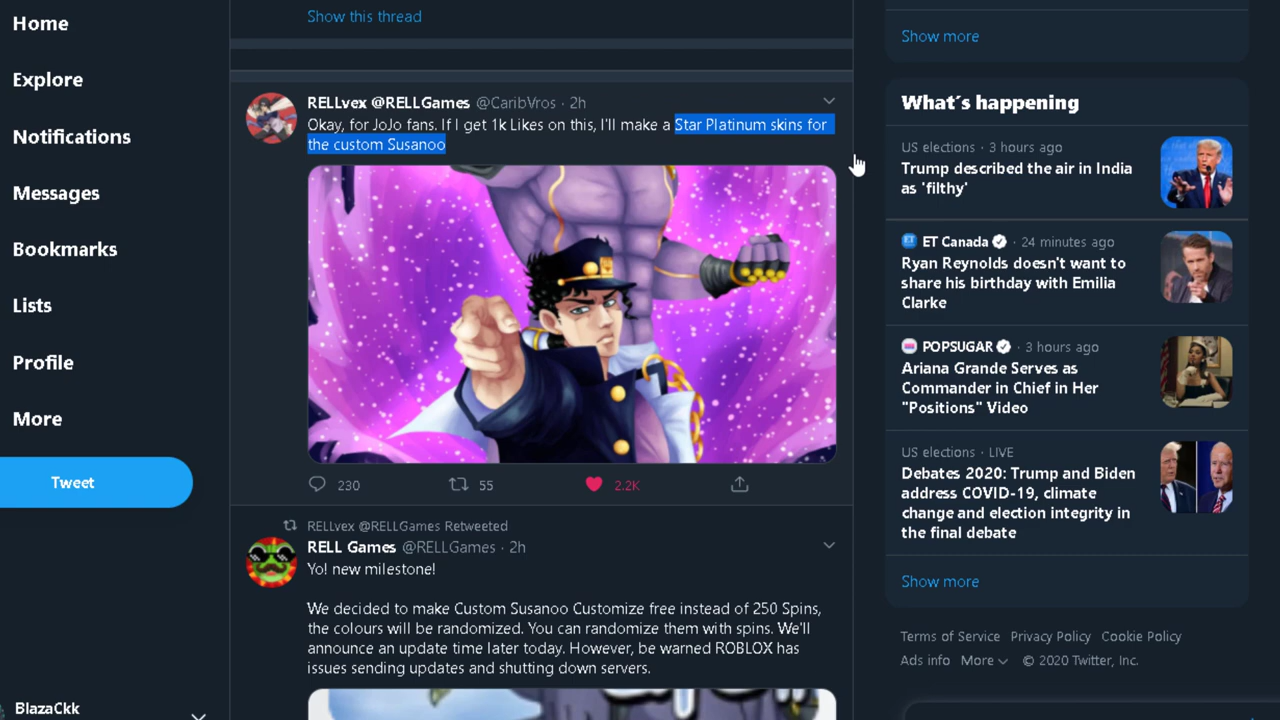 Home
Explore
Notifications
Messages
Bookmarks
Lists
Profile
More
Tweet
BlazaCkk
Show this thread
RELLvex @RELLGames @CaribVros · 2h
Okay, for JoJo fans. If I get 1k Likes on this, I'll make a Star Platinum skins for
the custom Susanoo
230 55 2.2K
RELLvex @RELLGames Retweeted
RELL Games @RELLGames · 2h
Yo! new milestone!
We decided to make Custom Susanoo Customize free instead of 250 Spins,
the colours will be randomized. You can randomize them with spins. We'll
announce an update time later today. However, be warned ROBLOX has
issues sending updates and shutting down servers.
Show more
What's happening
US elections · 3 hours ago
Trump described the air in India
as 'filthy'
ET ET Canada · 24 minutes ago
Ryan Reynolds doesn't want to
share his birthday with Emilia
Clarke
POPSUGAR · 3 hours ago
Ariana Grande Serves as
Commander in Chief in Her
"Positions" Video
US elections · LIVE
Debates 2020: Trump and Biden
address COVID-19, climate
change and election integrity in
the final debate
Show more
Terms of Service Privacy Policy Cookie Policy
Ads info More © 2020 Twitter, Inc.